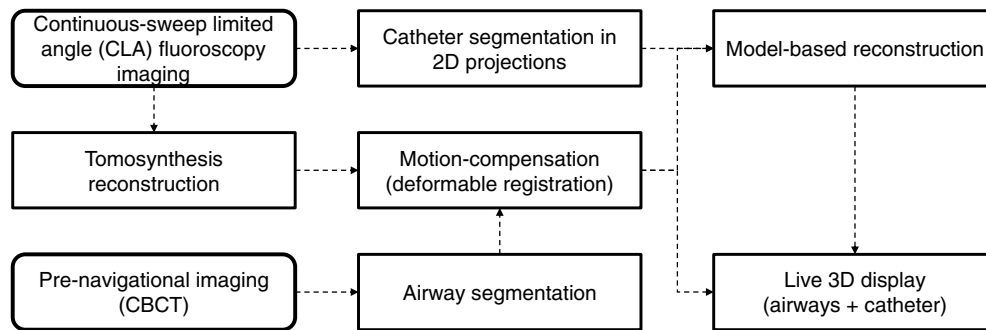 Continuous-sweep limited
angle (CLA) fluoroscopy
imaging
Catheter segmentation in
2D projections
Model-based reconstruction
Tomosynthesis
reconstruction
Motion-compensation
(deformable registration)
Pre-navigational imaging
(CBCT)
Airway segmentation
Live 3D display
(airways + catheter)